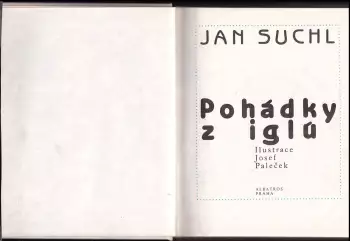 JAN SUCHL
Pohádky
z iglú
Ilustrace
Josef
Paleček
ALBATROS
PRAHA